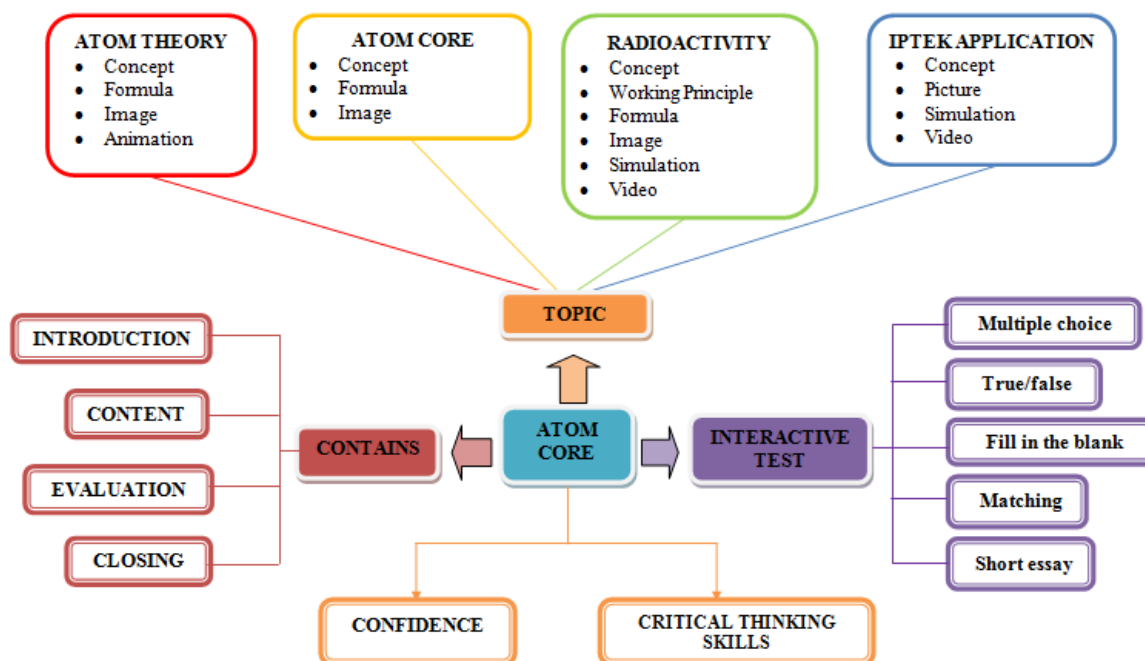 ATOM THEORY
• Concept
• Formula
• Image
• Animation
ATOM CORE
• Concept
• Formula
• Image
RADIOACTIVITY
• Concept
• Working Principle
• Formula
• Image
• Simulation
• Video
IPTEK APPLICATION
• Concept
• Picture
• Simulation
• Video
TOPIC
INTRODUCTION
CONTENT
EVALUATION
CLOSING
CONTAINS
ATOM
CORE
INTERACTIVE
TEST
Multiple choice
True/false
Fill in the blank
Matching
Short essay
CONFIDENCE
CRITICAL THINKING
SKILLS